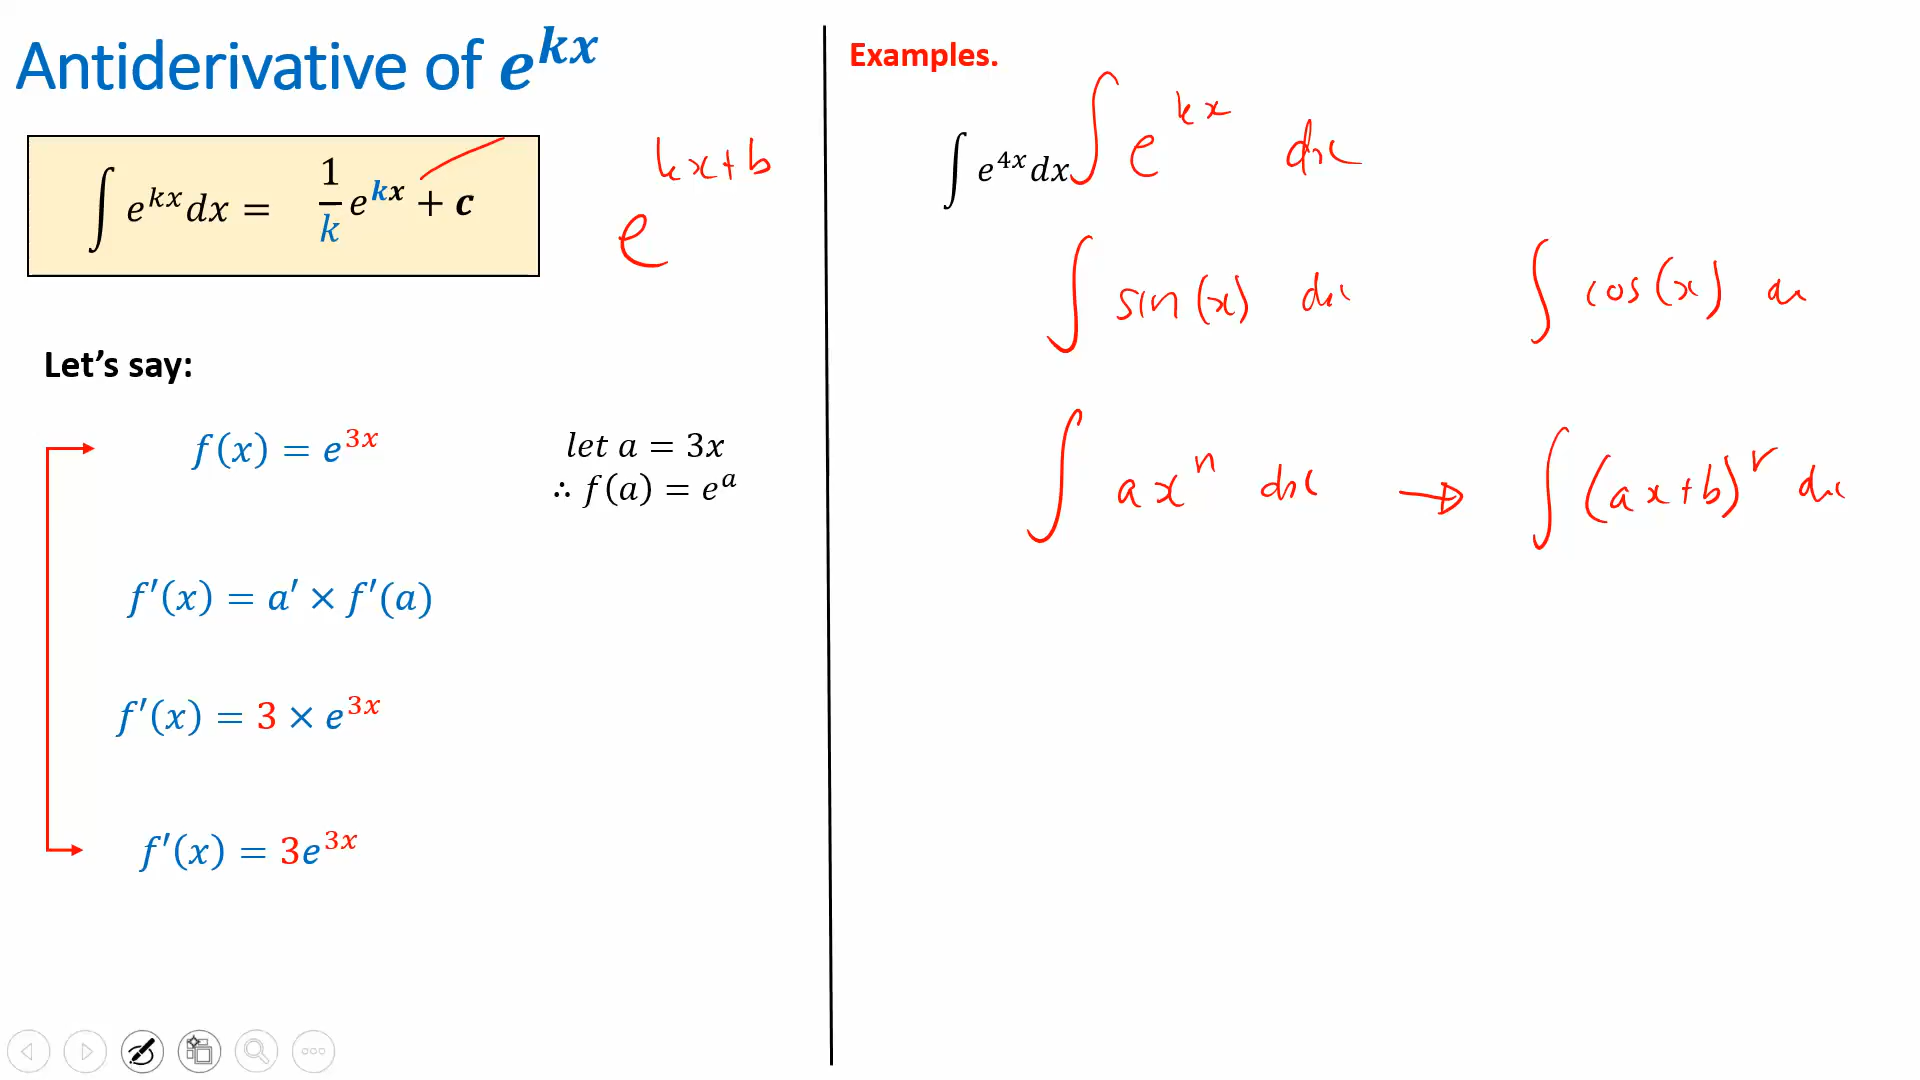 Antiderivative of e^{kx}
∫ e^{kx} dx = 1/k e^{kx} + c
e^{kx+b}
Let's say:
f(x) = e^{3x}
let a = 3x
∴ f(a) = e^a
f′(x) = a′ × f′(a)
f′(x) = 3 × e^{3x}
f′(x) = 3e^{3x}
Examples.
∫ e^{4x} dx
∫ e^{kx} dx
∫ sin(x) dx
∫ cos(x)
∫ ax^n dx → ∫ (ax+b)^r dx